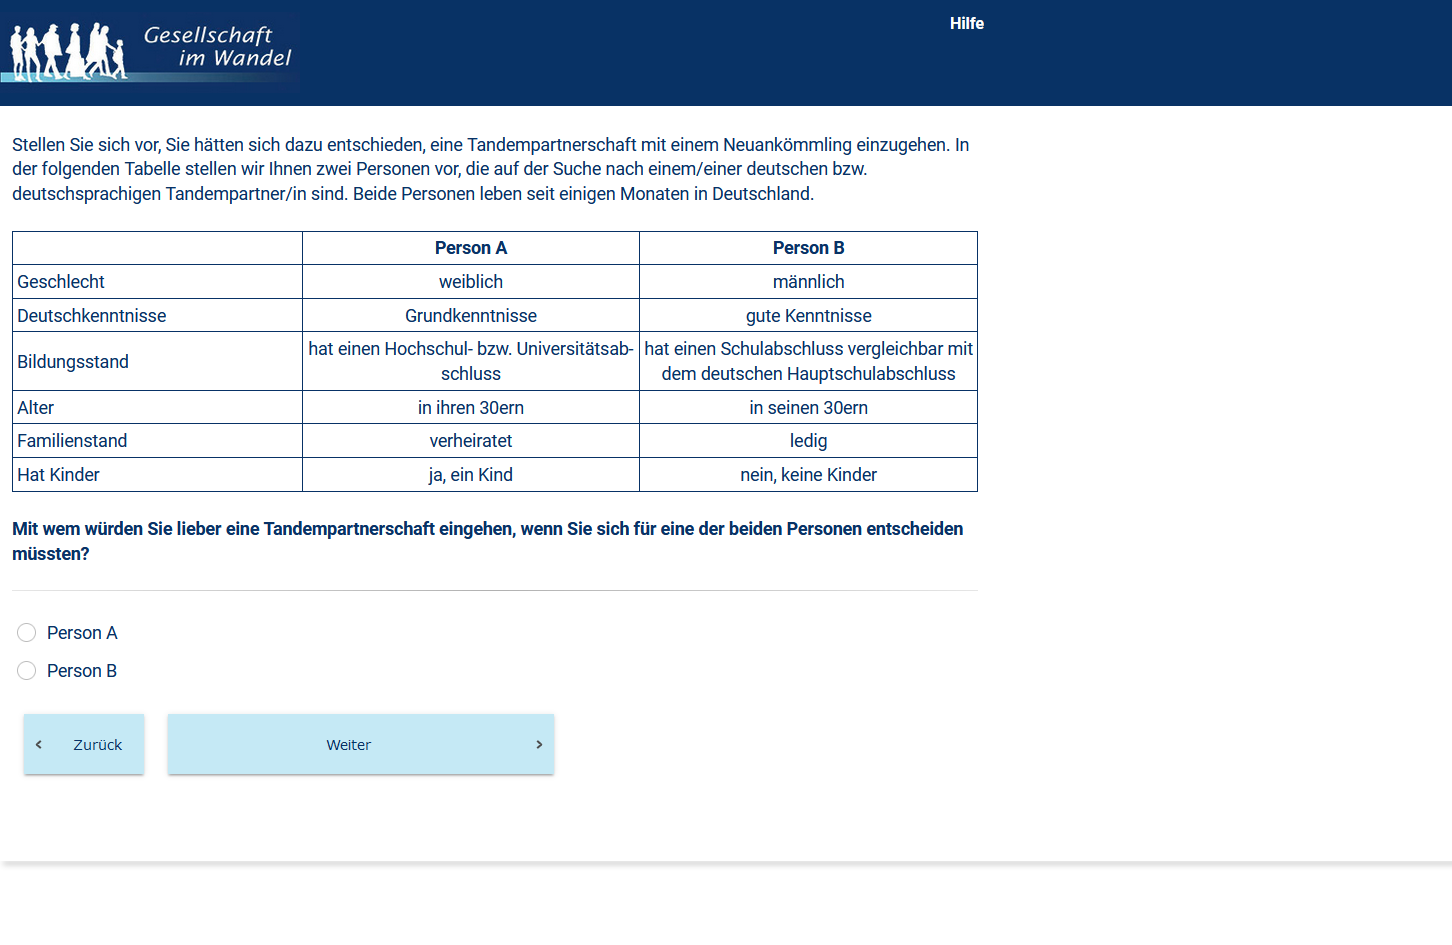 Gesellschaft
im Wandel
Hilfe
Stellen Sie sich vor, Sie hätten sich dazu entschieden, eine Tandempartnerschaft mit einem Neuankömmling einzugehen. In
der folgenden Tabelle stellen wir Ihnen zwei Personen vor, die auf der Suche nach einem/einer deutschen bzw.
deutschsprachigen Tandempartner/in sind. Beide Personen leben seit einigen Monaten in Deutschland.
Person A Person B
Geschlecht weiblich männlich
Deutschkenntnisse Grundkenntnisse gute Kenntnisse
Bildungsstand hat einen Hochschul- bzw. Universitätsab-
schluss hat einen Schulabschluss vergleichbar mit
dem deutschen Hauptschulabschluss
Alter in ihren 30ern in seinen 30ern
Familienstand verheiratet ledig
Hat Kinder ja, ein Kind nein, keine Kinder
Mit wem würden Sie lieber eine Tandempartnerschaft eingehen, wenn Sie sich für eine der beiden Personen entscheiden
müssten?
Person A
Person B
Zurück Weiter